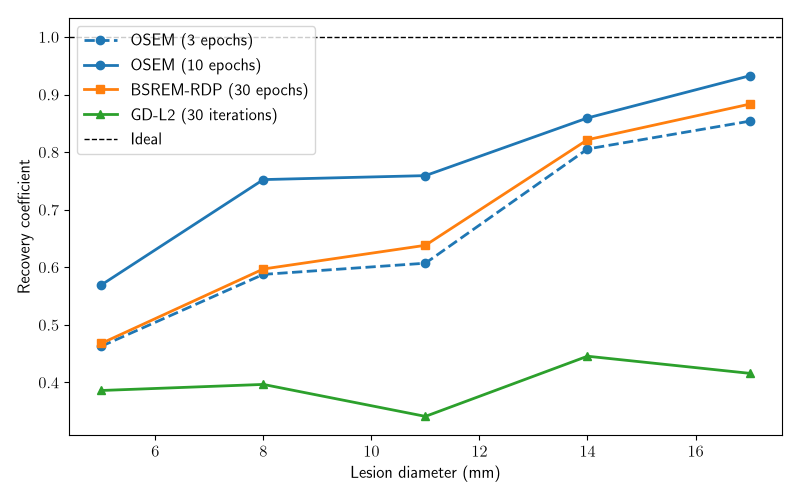 OSEM (3 epochs)
OSEM (10 epochs)
BSREM-RDP (30 epochs)
GD-L2 (30 iterations)
Ideal
1.0
0.9
0.8
0.7
0.6
0.5
0.4
Recovery coefficient
6 8 10 12 14 16
Lesion diameter (mm)